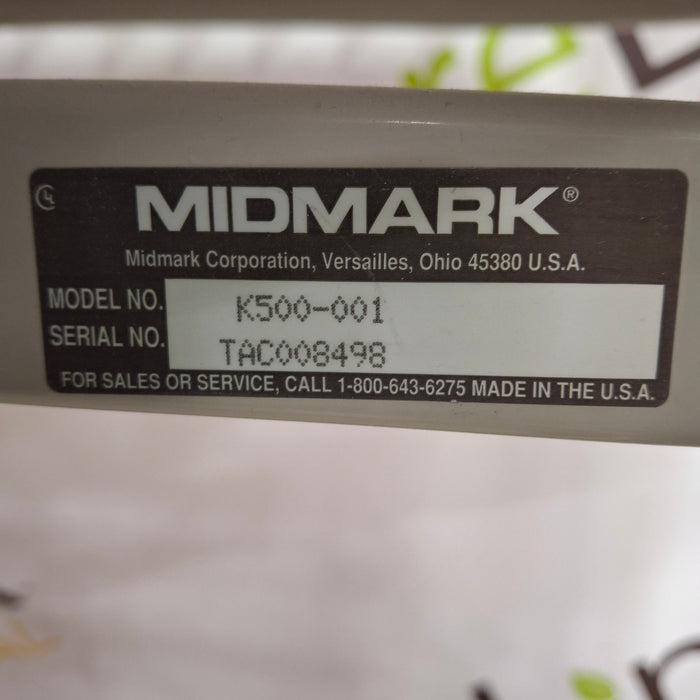 MIDMARK®
Midmark Corporation, Versailles, Ohio 45380 U.S.A.
MODEL NO. K500-001
SERIAL NO. TAC008498
FOR SALES OR SERVICE, CALL 1-800-643-6275 MADE IN THE U.S.A.